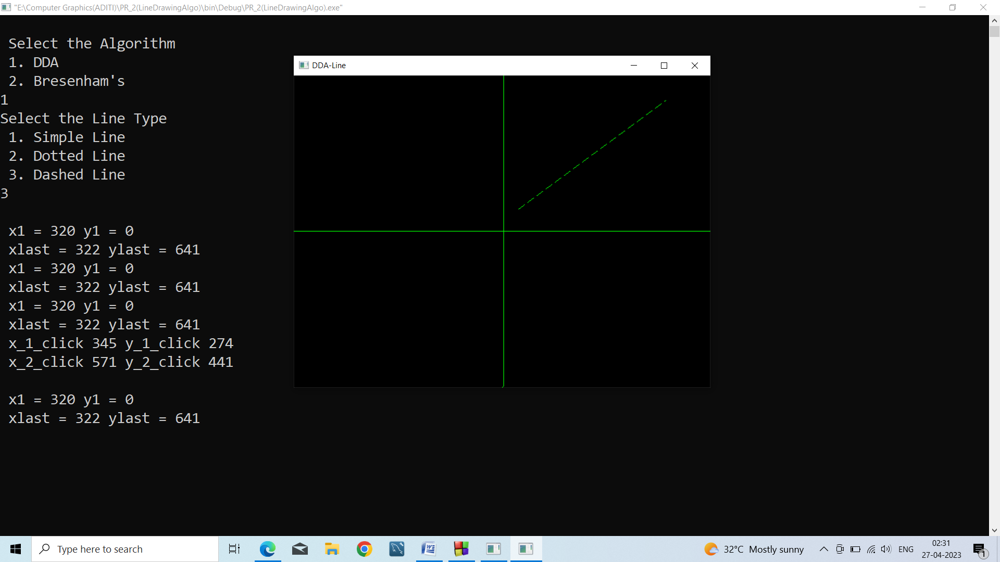 "E:\Computer Graphics(ADITI)\PR_2(LineDrawingAlgo)\bin\Debug\PR_2(LineDrawingAlgo).exe"
Select the Algorithm
1. DDA
2. Bresenham's
1
Select the Line Type
1. Simple Line
2. Dotted Line
3. Dashed Line
3
x1 = 320 y1 = 0
xlast = 322 ylast = 641
x1 = 320 y1 = 0
xlast = 322 ylast = 641
x1 = 320 y1 = 0
xlast = 322 ylast = 641
x_1_click 345 y_1_click 274
x_2_click 571 y_2_click 441
x1 = 320 y1 = 0
xlast = 322 ylast = 641
DDA-Line
Type here to search
32°C Mostly sunny
ENG
02:31
27-04-2023
1